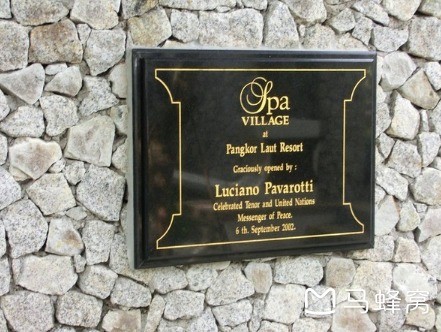 Spa
VILLAGE
at
Pangkor Laut Resort
Graciously opened by :
Luciano Pavarotti
Celebrated Tenor and United Nations
Messenger of Peace.
6 th. September 2002.
马蜂窝